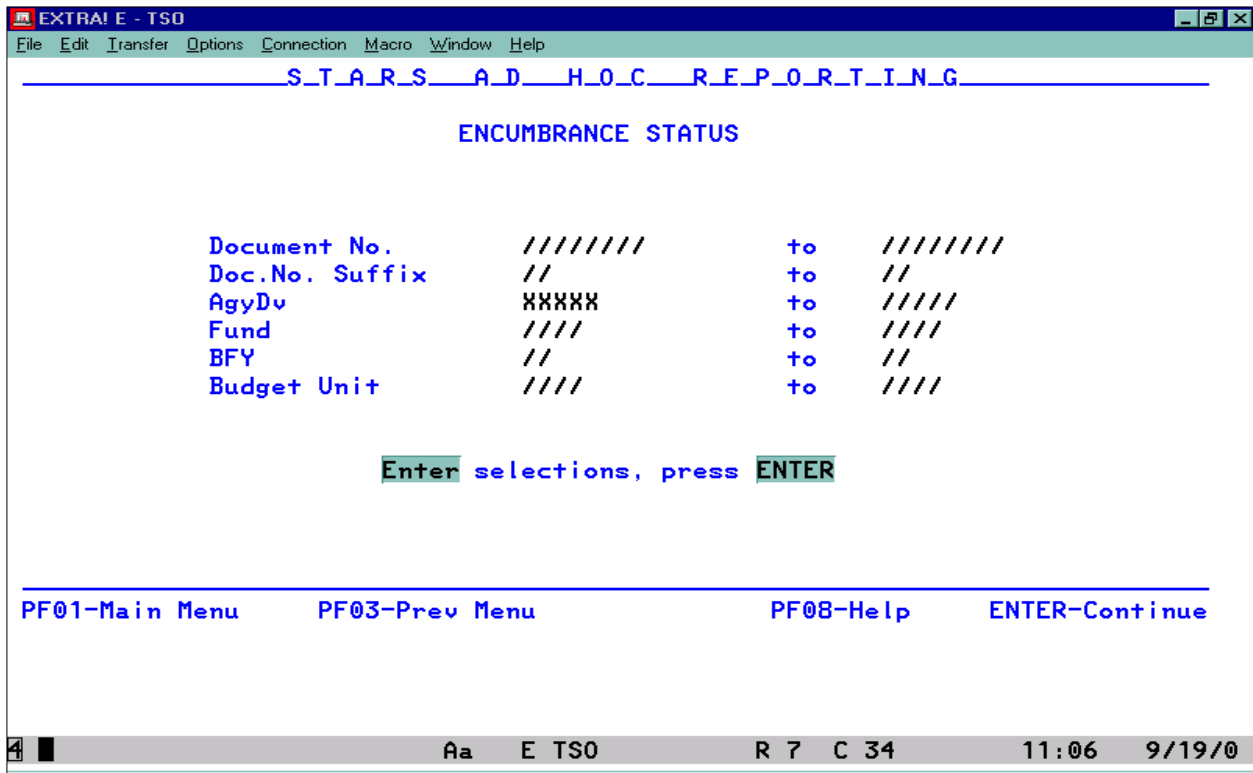 EXTRA! E - TSO
File Edit Transfer Options Connection Macro Window Help
S_T_A_R_S___A_D___H_O_C___R_E_P_O_R_T_I_N_G
ENCUMBRANCE STATUS
Document No. //////// to ////////
Doc.No. Suffix // to //
AgyDv XXXXX to /////
Fund //// to ////
BFY // to //
Budget Unit //// to ////
Enter selections, press ENTER
PF01-Main Menu PF03-Prev Menu PF08-Help ENTER-Continue
4 Aa E TSO R 7 C 34 11:06 9/19/0